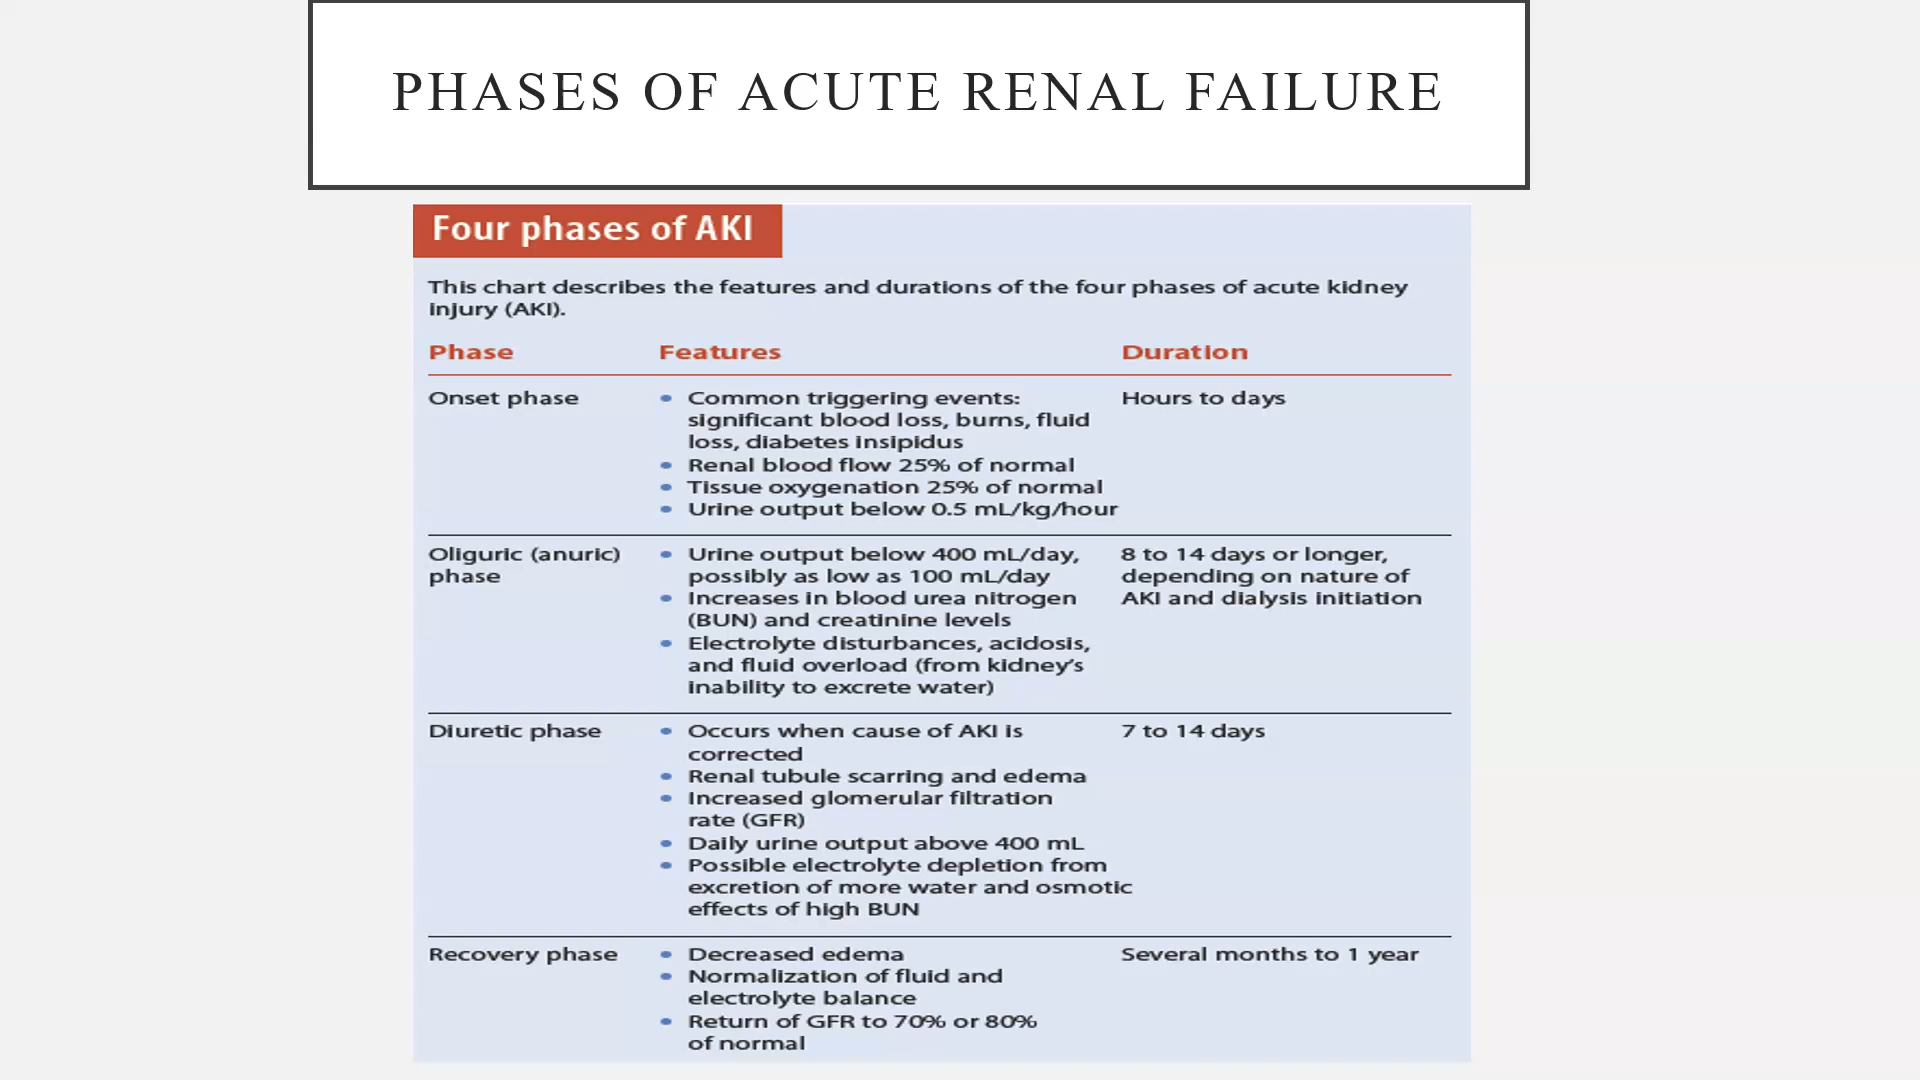 PHASES OF ACUTE RENAL FAILURE
Four phases of AKI
This chart describes the features and durations of the four phases of acute kidney
injury (AKI).
Phase Features Duration
Onset phase
• Common triggering events:
significant blood loss, burns, fluid
loss, diabetes insipidus
• Renal blood flow 25% of normal
• Tissue oxygenation 25% of normal
• Urine output below 0.5 mL/kg/hour
Hours to days
Oliguric (anuric)
phase
• Urine output below 400 mL/day,
possibly as low as 100 mL/day
• Increases in blood urea nitrogen
(BUN) and creatinine levels
• Electrolyte disturbances, acidosis,
and fluid overload (from kidney's
inability to excrete water)
8 to 14 days or longer,
depending on nature of
AKI and dialysis initiation
Diuretic phase
• Occurs when cause of AKI is
corrected
• Renal tubule scarring and edema
• Increased glomerular filtration
rate (GFR)
• Daily urine output above 400 mL
• Possible electrolyte depletion from
excretion of more water and osmotic
effects of high BUN
7 to 14 days
Recovery phase
• Decreased edema
• Normalization of fluid and
electrolyte balance
• Return of GFR to 70% or 80%
of normal
Several months to 1 year